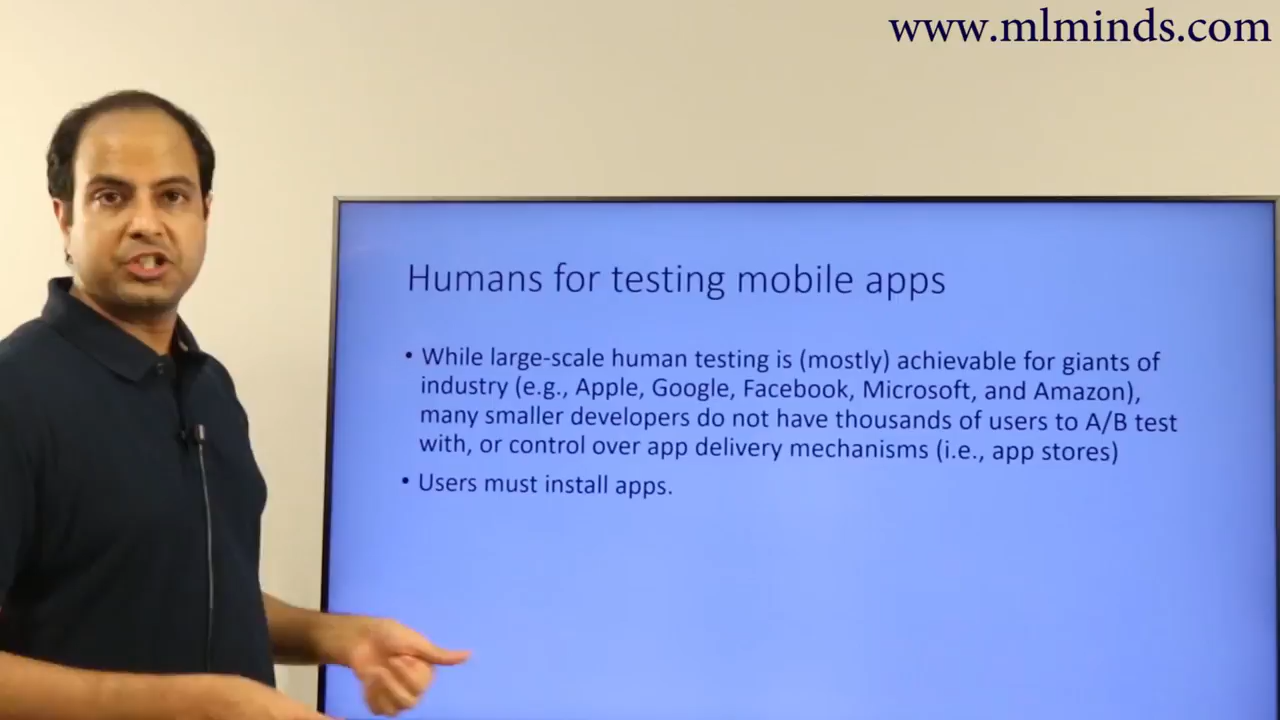 www.mlminds.com
Humans for testing mobile apps
• While large-scale human testing is (mostly) achievable for giants of
industry (e.g., Apple, Google, Facebook, Microsoft, and Amazon),
many smaller developers do not have thousands of users to A/B test
with, or control over app delivery mechanisms (i.e., app stores)
• Users must install apps.